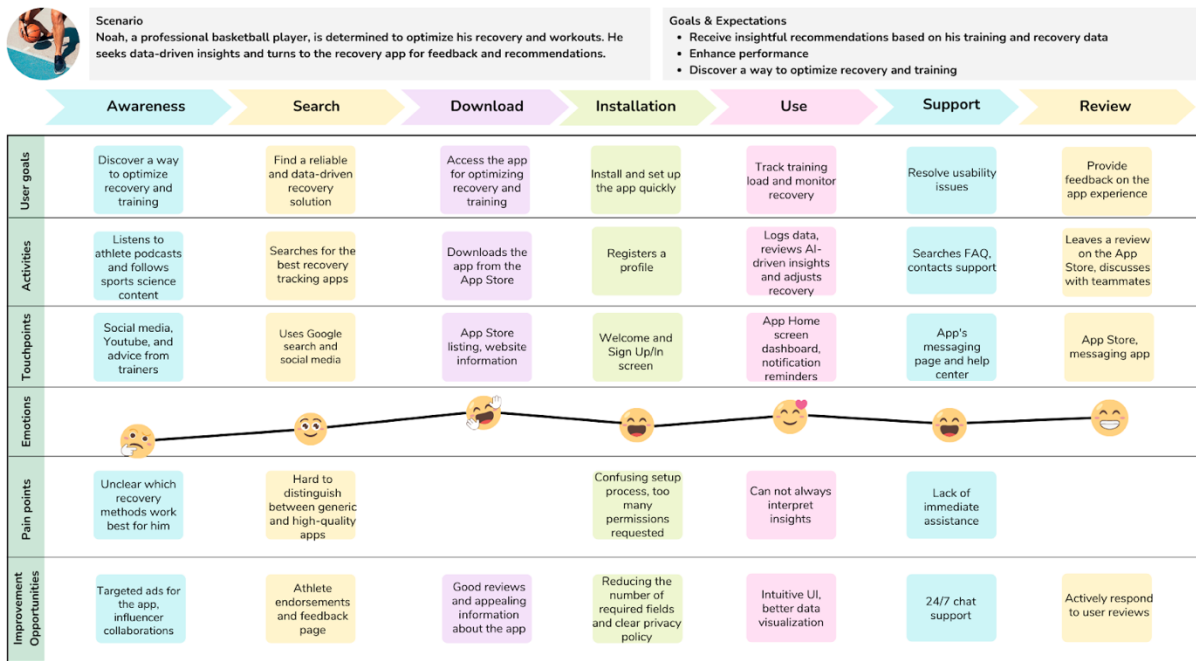 Scenario
Noah, a professional basketball player, is determined to optimize his recovery and workouts. He
seeks data-driven insights and turns to the recovery app for feedback and recommendations.
Goals & Expectations
• Receive insightful recommendations based on his training and recovery data
• Enhance performance
• Discover a way to optimize recovery and training
Awareness
Search
Download
Installation
Use
Support
Review
User goals
Discover a way
to optimize
recovery and
training
Find a reliable
and data-driven
recovery
solution
Access the app
for optimizing
recovery and
training
Install and set up
the app quickly
Track training
load and monitor
recovery
Resolve usability
issues
Provide
feedback on the
app experience
Activities
Listens to
athlete podcasts
and follows
sports science
content
Searches for the
best recovery
tracking apps
Downloads the
app from the
App Store
Registers a
profile
Logs data,
reviews AI-
driven insights
and adjusts
recovery
Searches FAQ,
contacts support
Leaves a review
on the App
Store, discusses
with teammates
Touchpoints
Social media,
Youtube, and
advice from
trainers
Uses Google
search and
social media
App Store
listing, website
information
Welcome and
Sign Up/In
screen
App Home
screen
dashboard,
notification
reminders
App's
messaging
page and help
center
App Store,
messaging app
Emotions
Pain points
Unclear which
recovery
methods work
best for him
Hard to
distinguish
between generic
and high-quality
apps
Confusing setup
process, too
many
permissions
requested
Can not always
interpret
insights
Lack of
immediate
assistance
Improvement
Opportunities
Targeted ads for
the app,
influencer
collaborations
Athlete
endorsements
and feedback
page
Good reviews
and appealing
information
about the app
Reducing the
number of
required fields
and clear privacy
policy
Intuitive UI,
better data
visualization
24/7 chat
support
Actively respond
to user reviews